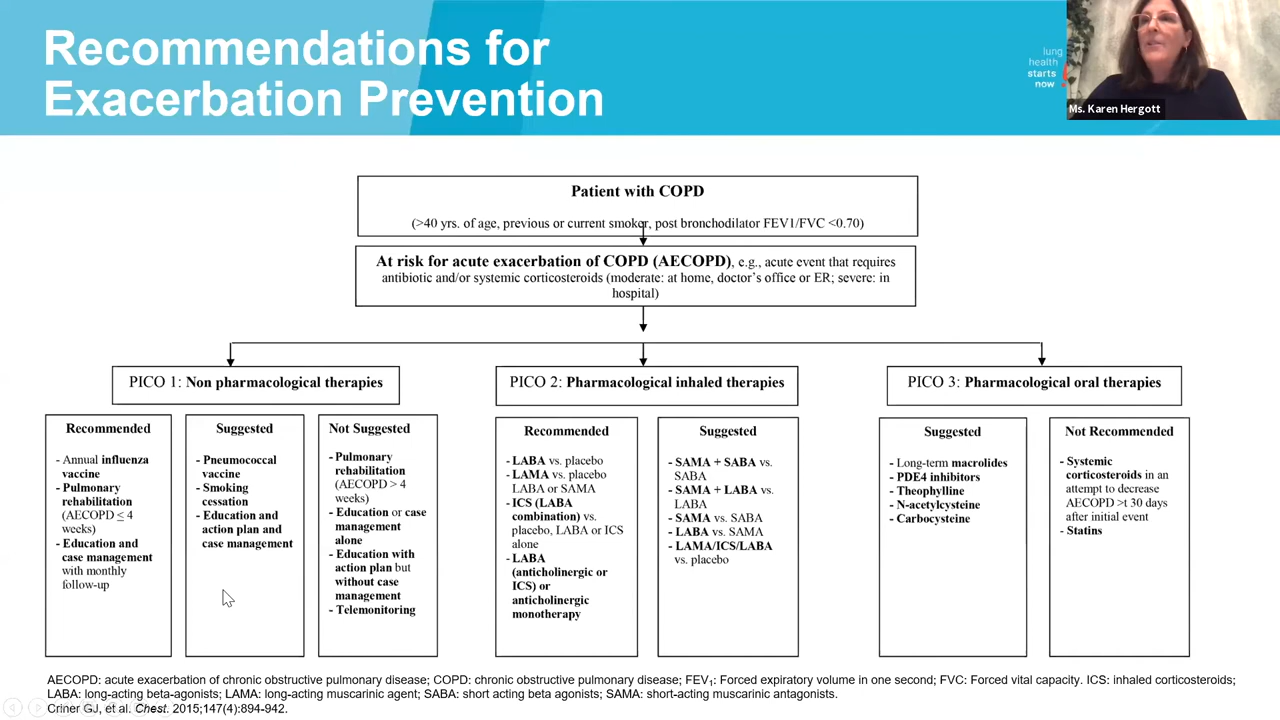 Recommendations for
Exacerbation Prevention
lung
health
starts
now
Ms. Karen Hergott
Patient with COPD
(>40 yrs. of age, previous or current smoker, post bronchodilator FEV1/FVC <0.70)
At risk for acute exacerbation of COPD (AECOPD), e.g., acute event that requires
antibiotic and/or systemic corticosteroids (moderate: at home, doctor's office or ER; severe: in
hospital)
PICO 1: Non pharmacological therapies
Recommended
- Annual influenza
vaccine
- Pulmonary
rehabilitation
(AECOPD ≤ 4
weeks)
- Education and
case management
with monthly
follow-up
Suggested
- Pneumococcal
vaccine
- Smoking
cessation
- Education and
action plan and
case management
Not Suggested
- Pulmonary
rehabilitation
(AECOPD > 4
weeks)
- Education or case
management
alone
- Education with
action plan but
without case
management
- Telemonitoring
PICO 2: Pharmacological inhaled therapies
Recommended
- LABA vs. placebo
- LAMA vs. placebo
LABA or SAMA
- ICS (LABA
combination) vs.
placebo, LABA or ICS
alone
- LABA
(anticholinergic or
ICS) or
anticholinergic
monotherapy
Suggested
- SAMA + SABA vs.
SABA
- SAMA + LABA vs.
LABA
- SAMA vs. SABA
- LABA vs. SAMA
- LAMA/ICS/LABA
vs. placebo
PICO 3: Pharmacological oral therapies
Suggested
- Long-term macrolides
- PDE4 inhibitors
- Theophylline
- N-acetylcysteine
- Carbocysteine
Not Recommended
- Systemic
corticosteroids in an
attempt to decrease
AECOPD >t 30 days
after initial event
- Statins
AECOPD: acute exacerbation of chronic obstructive pulmonary disease; COPD: chronic obstructive pulmonary disease; FEV₁: Forced expiratory volume in one second; FVC: Forced vital capacity. ICS: inhaled corticosteroids;
LABA: long-acting beta-agonists; LAMA: long-acting muscarinic agent; SABA: short acting beta agonists; SAMA: short-acting muscarinic antagonists.
Criner GJ, et al. Chest. 2015;147(4):894-942.